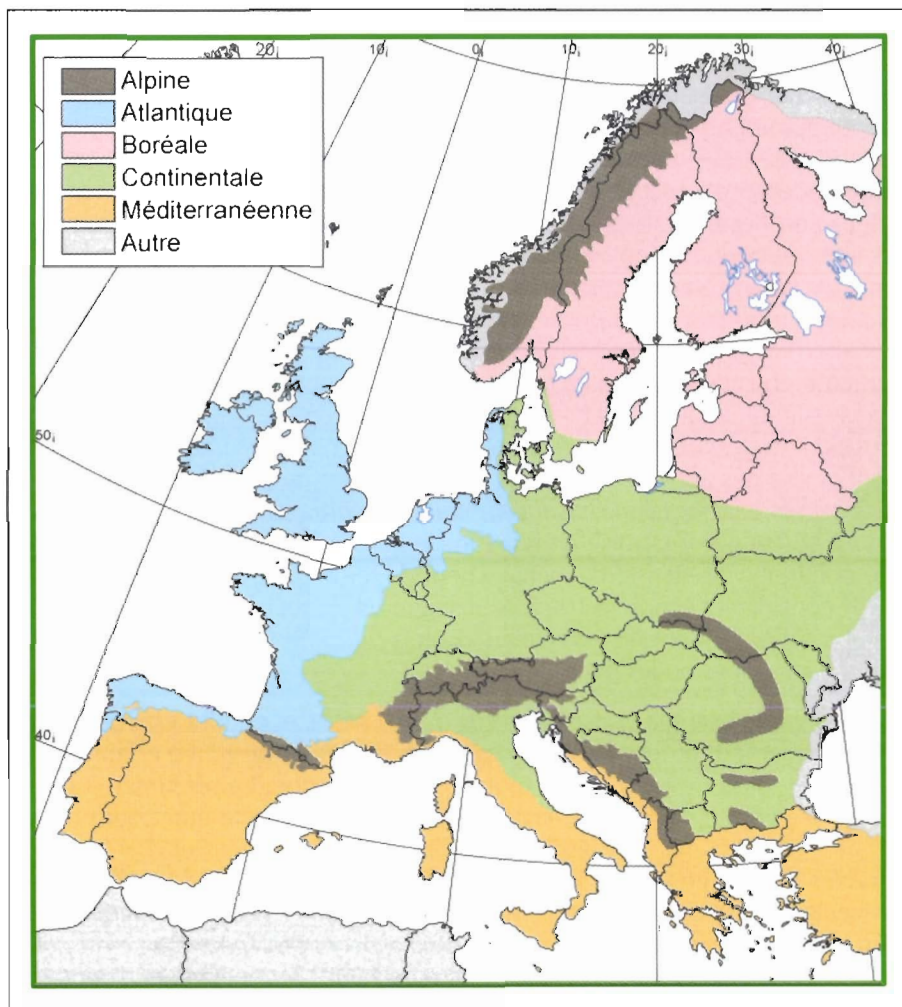 20¡ 10¡ 0¡ 10¡ 20¡ 30¡ 40¡
Alpine
Atlantique
Boréale
Continentale
Méditerranéenne
Autre
50¡
40¡